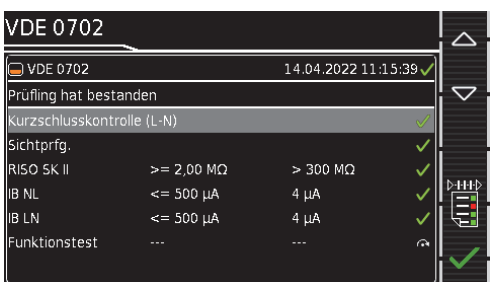 VDE 0702
VDE 0702 14.04.2022 11:15:39
Prüfling hat bestanden
Kurzschlusskontrolle (L-N)
Sichtprfg.
RISO SK II >= 2,00 MΩ > 300 MΩ
IB NL <= 500 µA 4 µA
IB LN <= 500 µA 4 µA
Funktionstest --- ---